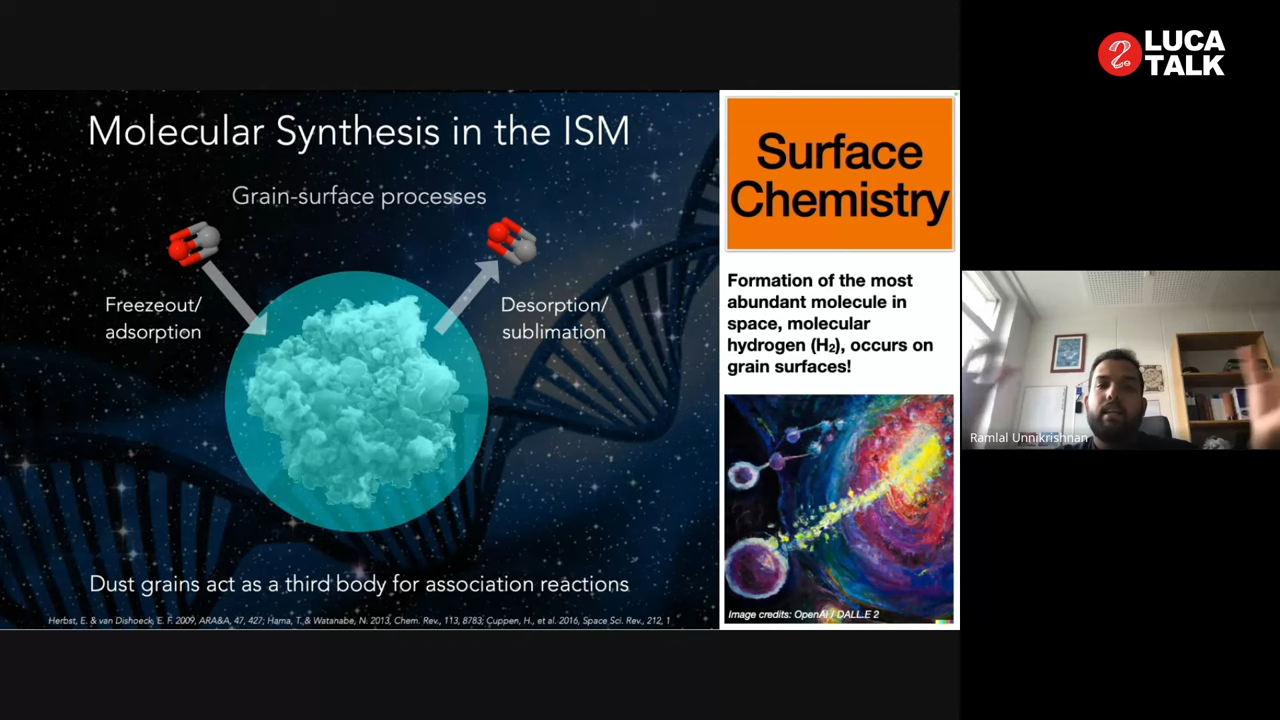 LUCA
TALK
Molecular Synthesis in the ISM
Grain-surface processes
Freezeout/
adsorption
Desorption/
sublimation
Dust grains act as a third body for association reactions
Herbst, E. & van Dishoeck, E. F. 2009, ARA&A, 47, 427; Hama, T., & Watanabe, N. 2013, Chem. Rev., 113, 8783; Cuppen, H., et al. 2016, Space Sci. Rev., 212, 1
Surface
Chemistry
Formation of the most
abundant molecule in
space, molecular
hydrogen (H₂), occurs on
grain surfaces!
Image credits: OpenAI / DALL.E 2
Ramlal Unnikrishnan